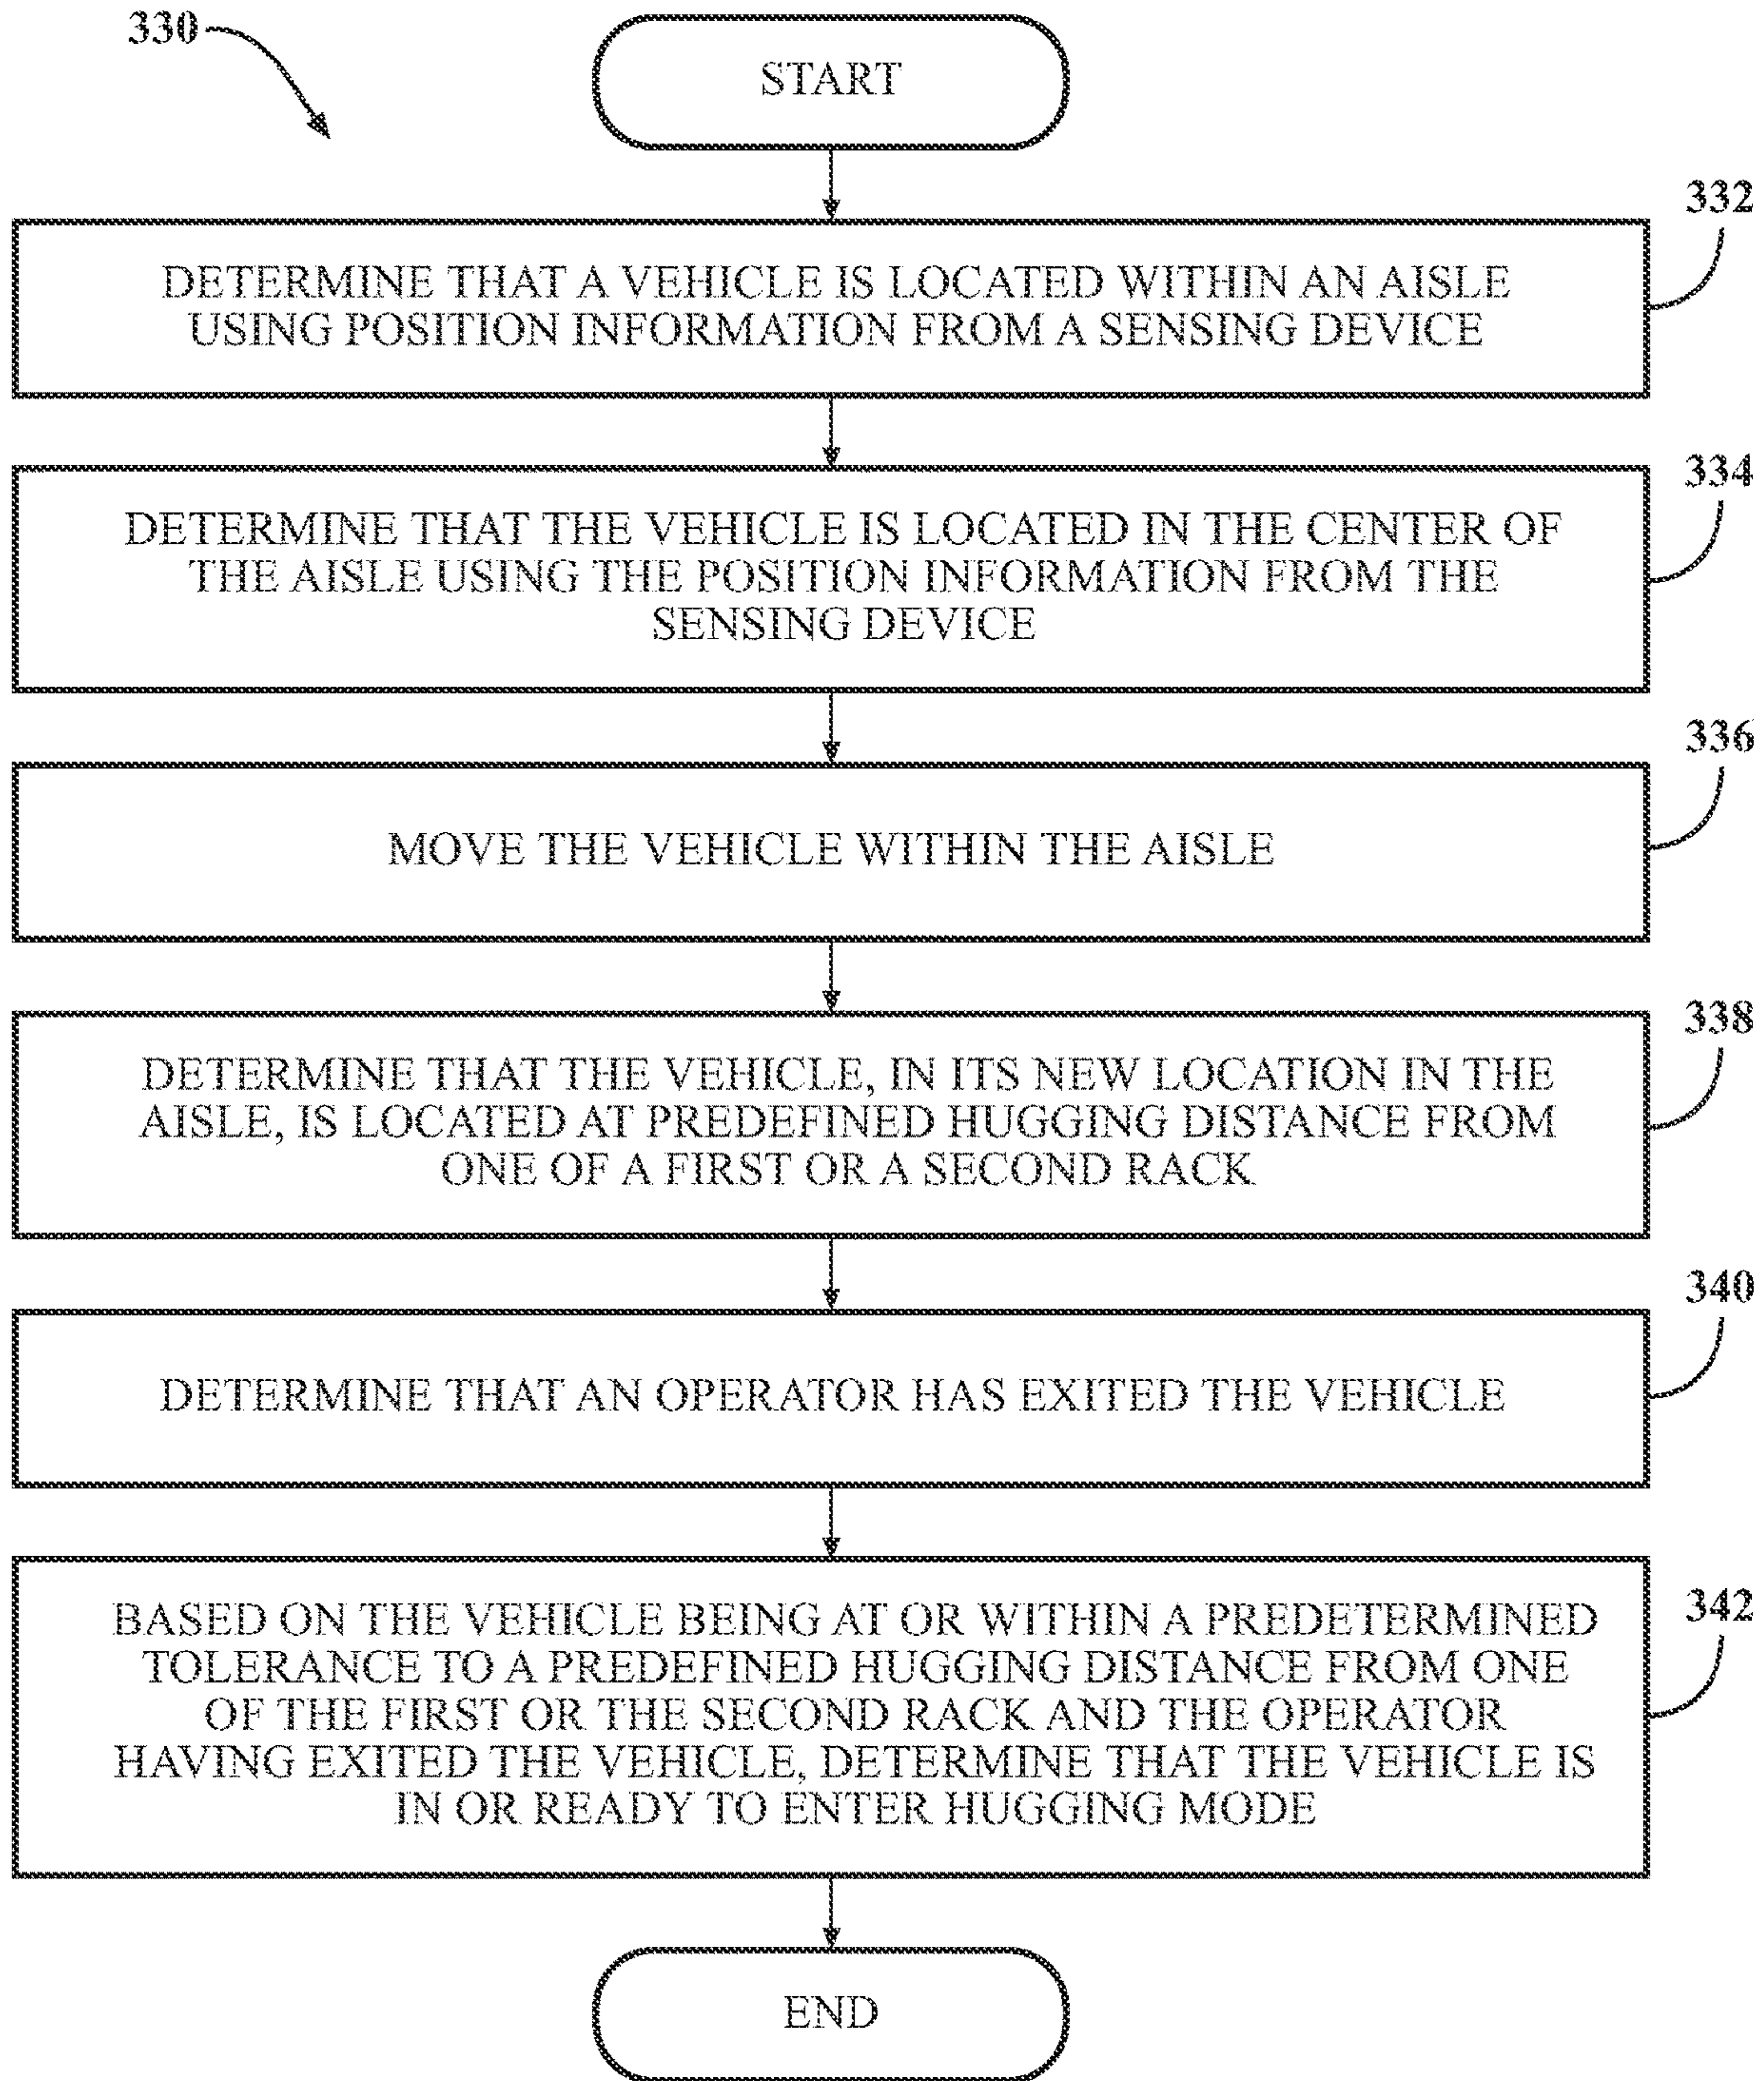 330
START
332
DETERMINE THAT A VEHICLE IS LOCATED WITHIN AN AISLE
USING POSITION INFORMATION FROM A SENSING DEVICE
334
DETERMINE THAT THE VEHICLE IS LOCATED IN THE CENTER OF
THE AISLE USING THE POSITION INFORMATION FROM THE
SENSING DEVICE
336
MOVE THE VEHICLE WITHIN THE AISLE
338
DETERMINE THAT THE VEHICLE, IN ITS NEW LOCATION IN THE
AISLE, IS LOCATED AT PREDEFINED HUGGING DISTANCE FROM
ONE OF A FIRST OR A SECOND RACK
340
DETERMINE THAT AN OPERATOR HAS EXITED THE VEHICLE
342
BASED ON THE VEHICLE BEING AT OR WITHIN A PREDETERMINED
TOLERANCE TO A PREDEFINED HUGGING DISTANCE FROM ONE
OF THE FIRST OR THE SECOND RACK AND THE OPERATOR
HAVING EXITED THE VEHICLE, DETERMINE THAT THE VEHICLE IS
IN OR READY TO ENTER HUGGING MODE
END